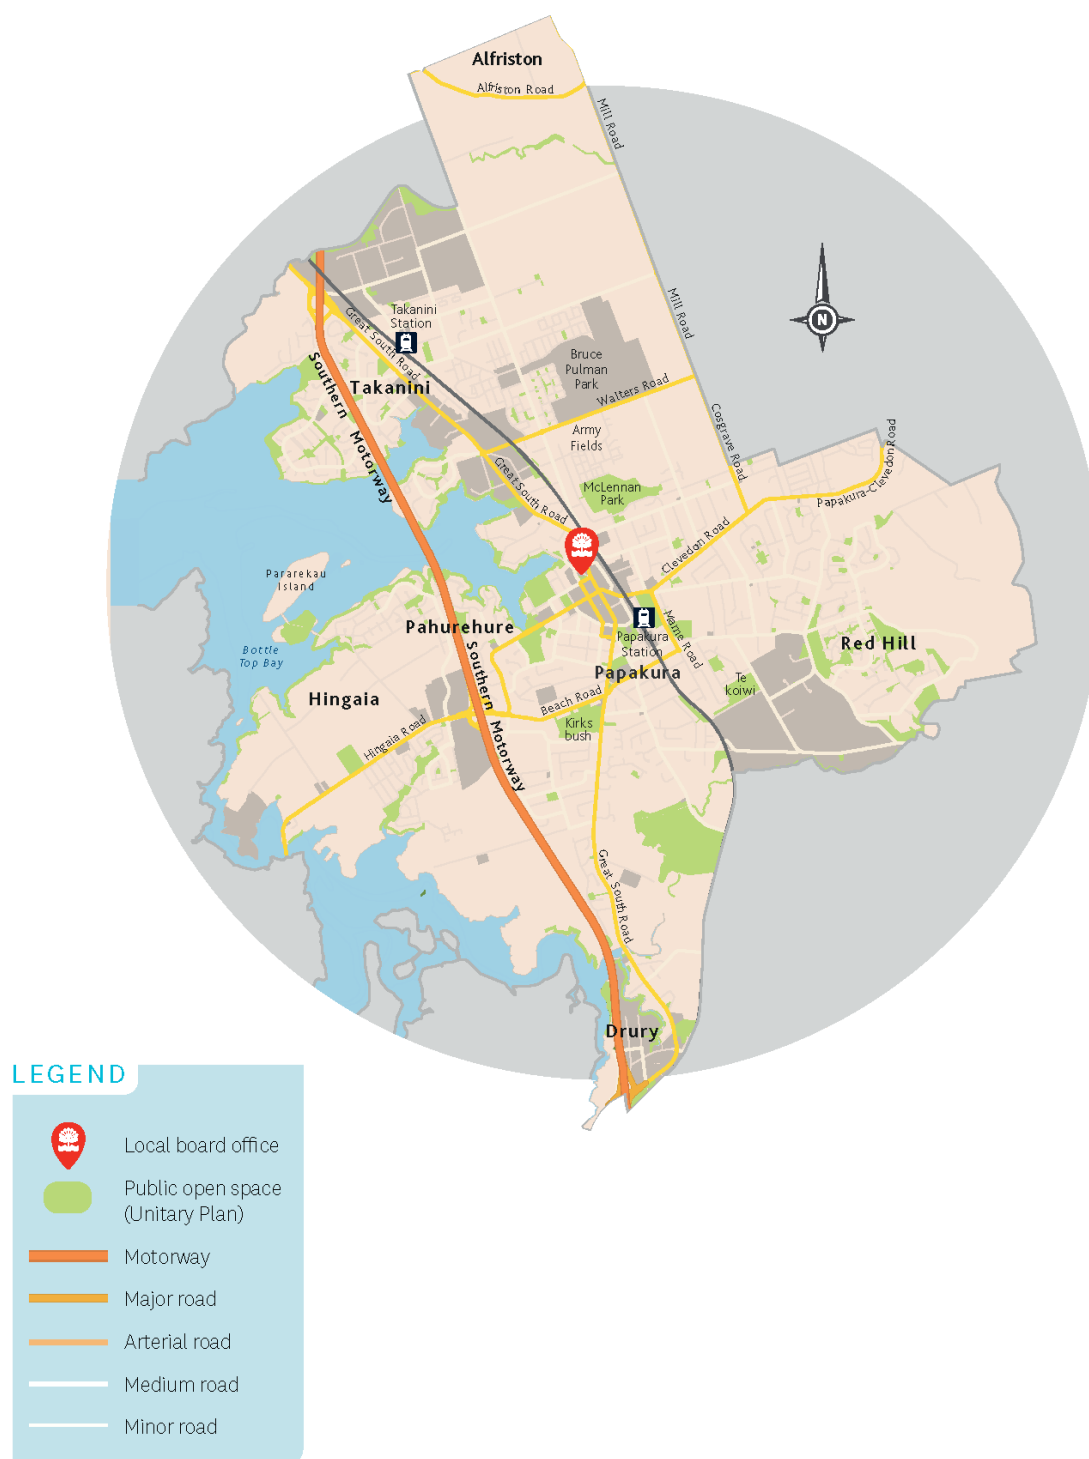 Alfriston
Alfriston Road
Mill Road
Takanini
Station
Great South Road
Mill Road
Bruce
Pulman
Park
Southern Motorway
Takanini
Walters Road
Cosgrave Road
Army
Fields
Papakura-Clevedon Road
Great South Road
McLennan
Park
Clevedon Road
Pararekau
Island
Pahurehure
Marne Road
Papakura
Station
Red Hill
Bottle
Top Bay
Papakura
Te
koiwi
Hingaia
Southern Motorway
Beach Road
Hingaia Road
Kirks
bush
Great South Road
Drury
N
LEGEND
Local board office
Public open space
(Unitary Plan)
Motorway
Major road
Arterial road
Medium road
Minor road